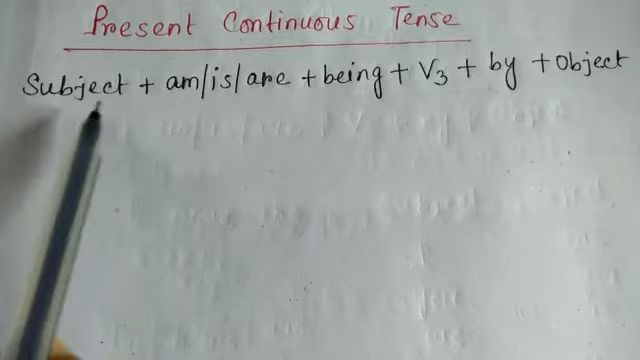 Present Continuous Tense
Subject + am/is/are + being + V3 + by + Object